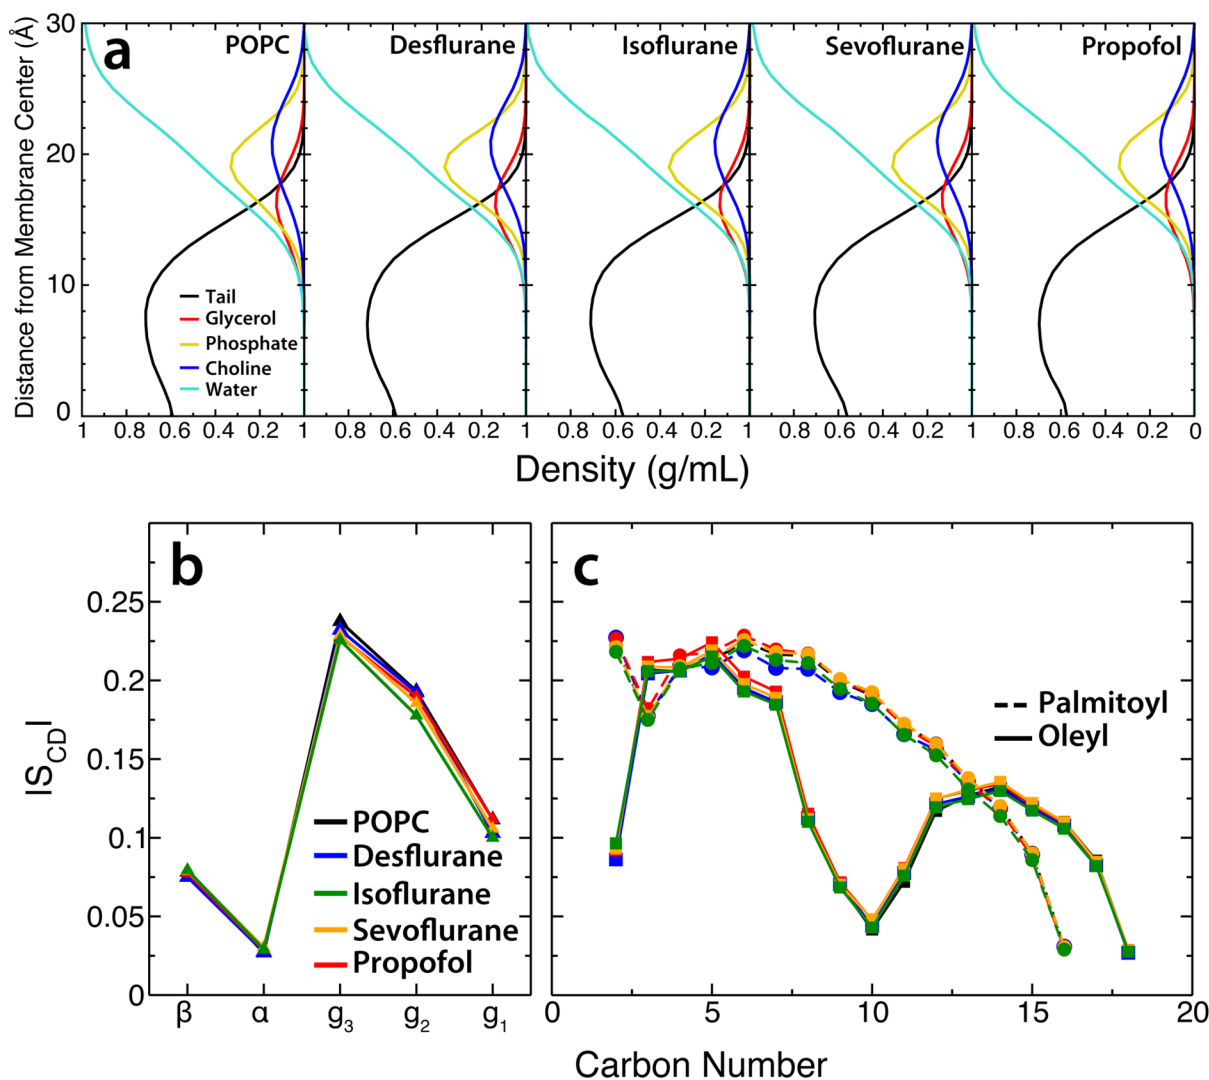 a
POPC
Desflurane
Isoflurane
Sevoflurane
Propofol
Distance from Membrane Center (Å)
30
20
10
0
Tail
Glycerol
Phosphate
Choline
Water
1 0.8 0.6 0.4 0.2 1 0.8 0.6 0.4 0.2 1 0.8 0.6 0.4 0.2 1 0.8 0.6 0.4 0.2 1 0.8 0.6 0.4 0.2 0
Density (g/mL)
b
|S_CD|
0.25
0.2
0.15
0.1
0.05
0
POPC
Desflurane
Isoflurane
Sevoflurane
Propofol
β α g₃ g₂ g₁
c
Palmitoyl
Oleyl
0 5 10 15 20
Carbon Number